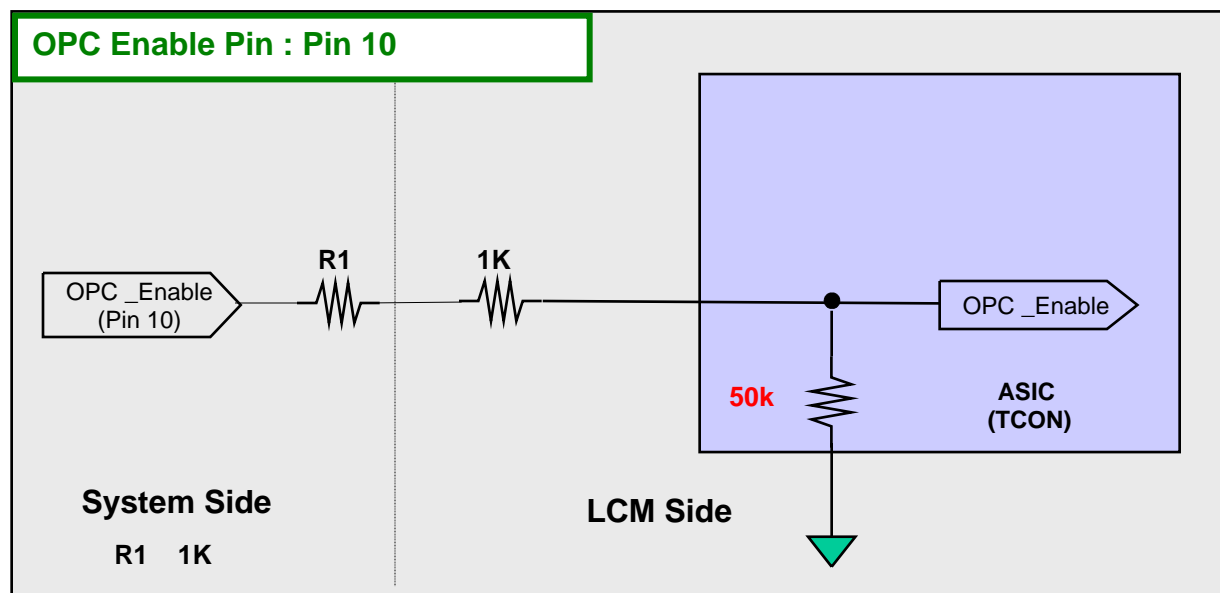 OPC Enable Pin : Pin 10
R1
1K
OPC _Enable
(Pin 10)
OPC _Enable
50k
ASIC
(TCON)
System Side
LCM Side
R1 1K